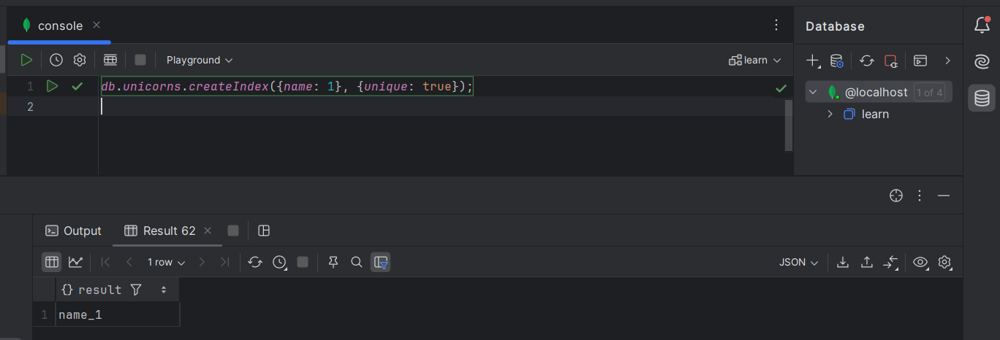 console
Database
Playground
learn
1 db.unicorns.createIndex({name: 1}, {unique: true});
2
@localhost 1 of 4
learn
Output Result 62
1 row
JSON
{} result
1 name_1